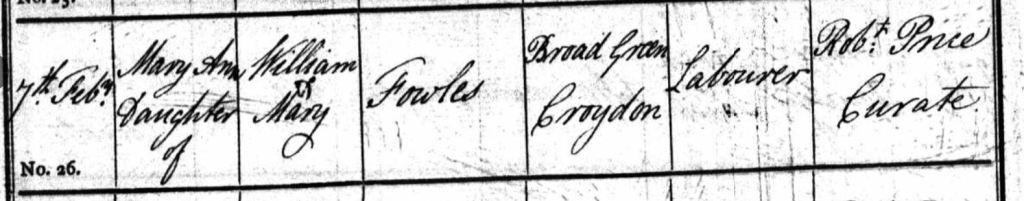 7th. Feby.
Mary Ann
Daughter
of
William
&
Mary
Fowles
Broad Green
Croydon
Labourer
Robt. Price
Curate
No. 26.